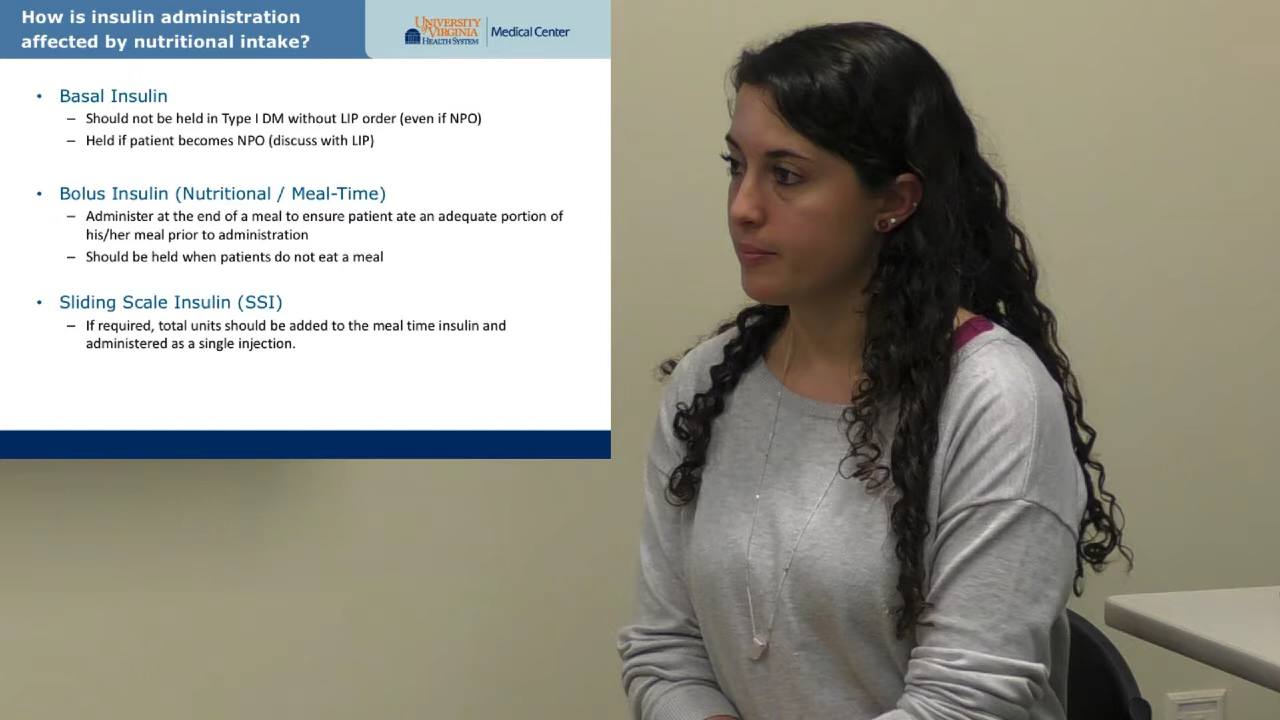 How is insulin administration
affected by nutritional intake?
UNIVERSITY
of VIRGINIA
HEALTH SYSTEM
Medical Center
• Basal Insulin
– Should not be held in Type I DM without LIP order (even if NPO)
– Held if patient becomes NPO (discuss with LIP)
• Bolus Insulin (Nutritional / Meal-Time)
– Administer at the end of a meal to ensure patient ate an adequate portion of
his/her meal prior to administration
– Should be held when patients do not eat a meal
• Sliding Scale Insulin (SSI)
– If required, total units should be added to the meal time insulin and
administered as a single injection.